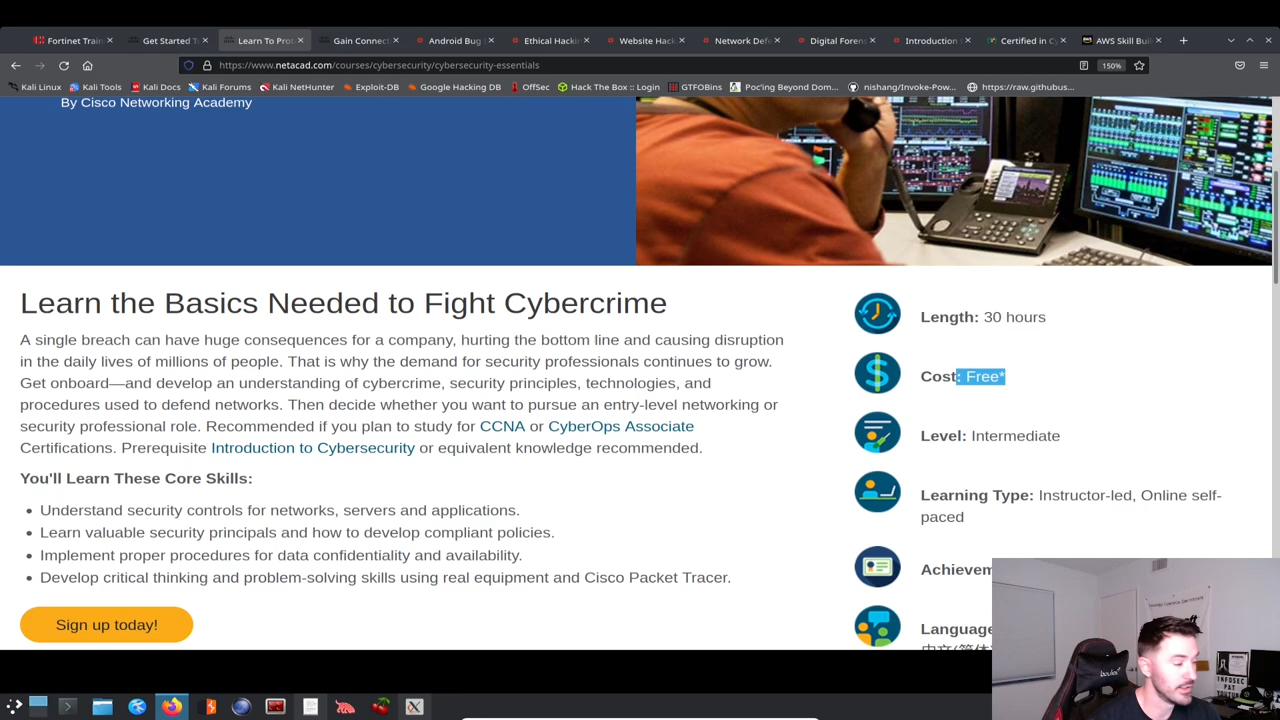 Fortinet Train
Get Started T
Learn To Prot
Gain Connect
Android Bug
Ethical Hackin
Website Hack
Network Defe
Digital Forens
Introduction
Certified in Cy
AWS Skill Buil
https://www.netacad.com/courses/cybersecurity/cybersecurity-essentials
150%
Kali Linux
Kali Tools
Kali Docs
Kali Forums
Kali NetHunter
Exploit-DB
Google Hacking DB
OffSec
Hack The Box :: Login
GTFOBins
Poc'ing Beyond Dom...
nishang/Invoke-Pow...
https://raw.githubus...
By Cisco Networking Academy
Learn the Basics Needed to Fight Cybercrime
A single breach can have huge consequences for a company, hurting the bottom line and causing disruption
in the daily lives of millions of people. That is why the demand for security professionals continues to grow.
Get onboard—and develop an understanding of cybercrime, security principles, technologies, and
procedures used to defend networks. Then decide whether you want to pursue an entry-level networking or
security professional role. Recommended if you plan to study for CCNA or CyberOps Associate
Certifications. Prerequisite Introduction to Cybersecurity or equivalent knowledge recommended.
You'll Learn These Core Skills:
Understand security controls for networks, servers and applications.
Learn valuable security principals and how to develop compliant policies.
Implement proper procedures for data confidentiality and availability.
Develop critical thinking and problem-solving skills using real equipment and Cisco Packet Tracer.
Sign up today!
Length: 30 hours
Cost: Free*
Level: Intermediate
Learning Type: Instructor-led, Online self-
paced
Achievem
Language
INFOSEC
PAT